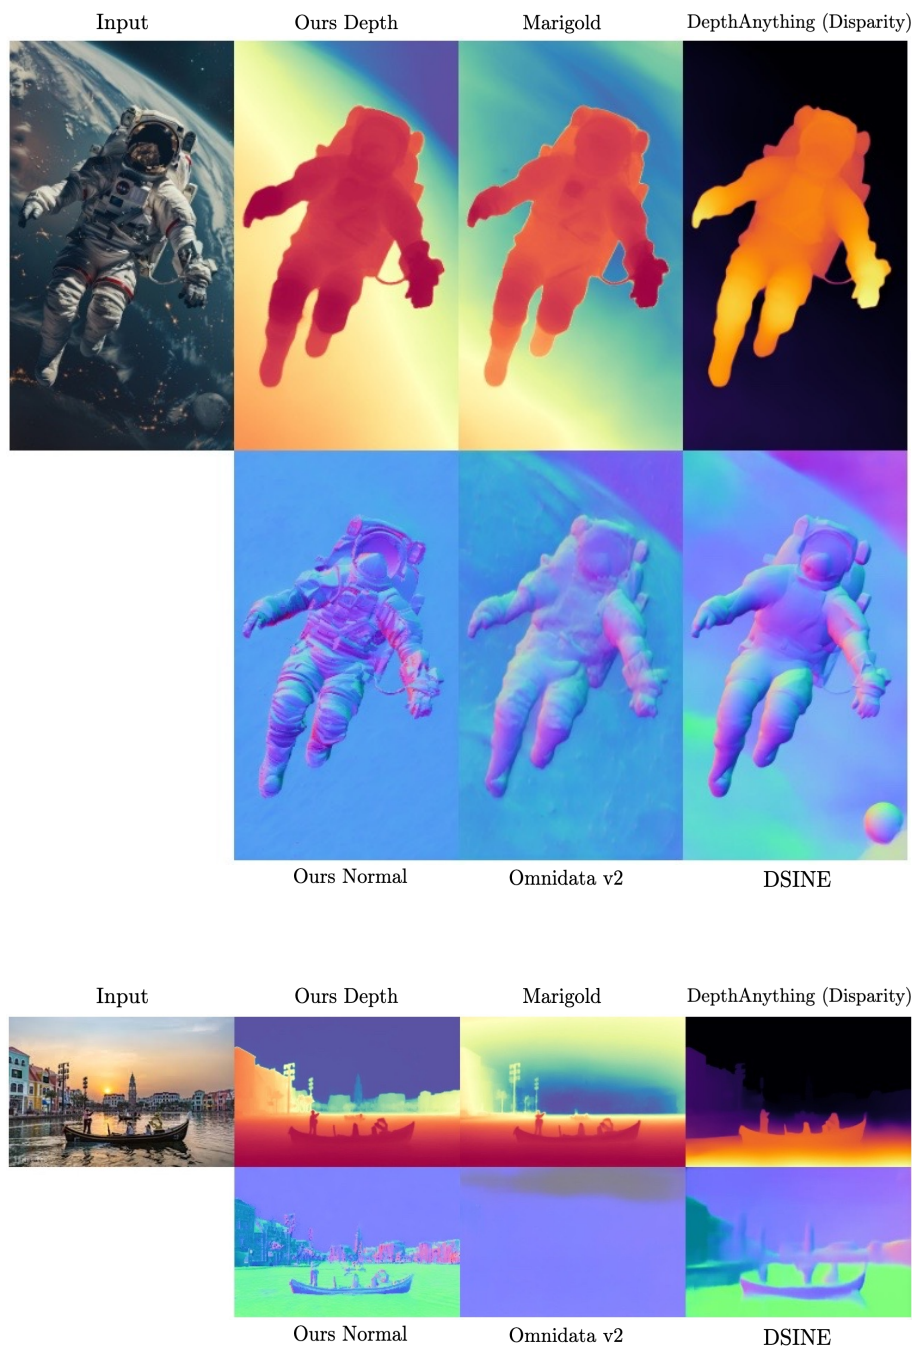 Input Ours Depth Marigold DepthAnything (Disparity)
Ours Normal Omnidata v2 DSINE
Input Ours Depth Marigold DepthAnything (Disparity)
Ours Normal Omnidata v2 DSINE